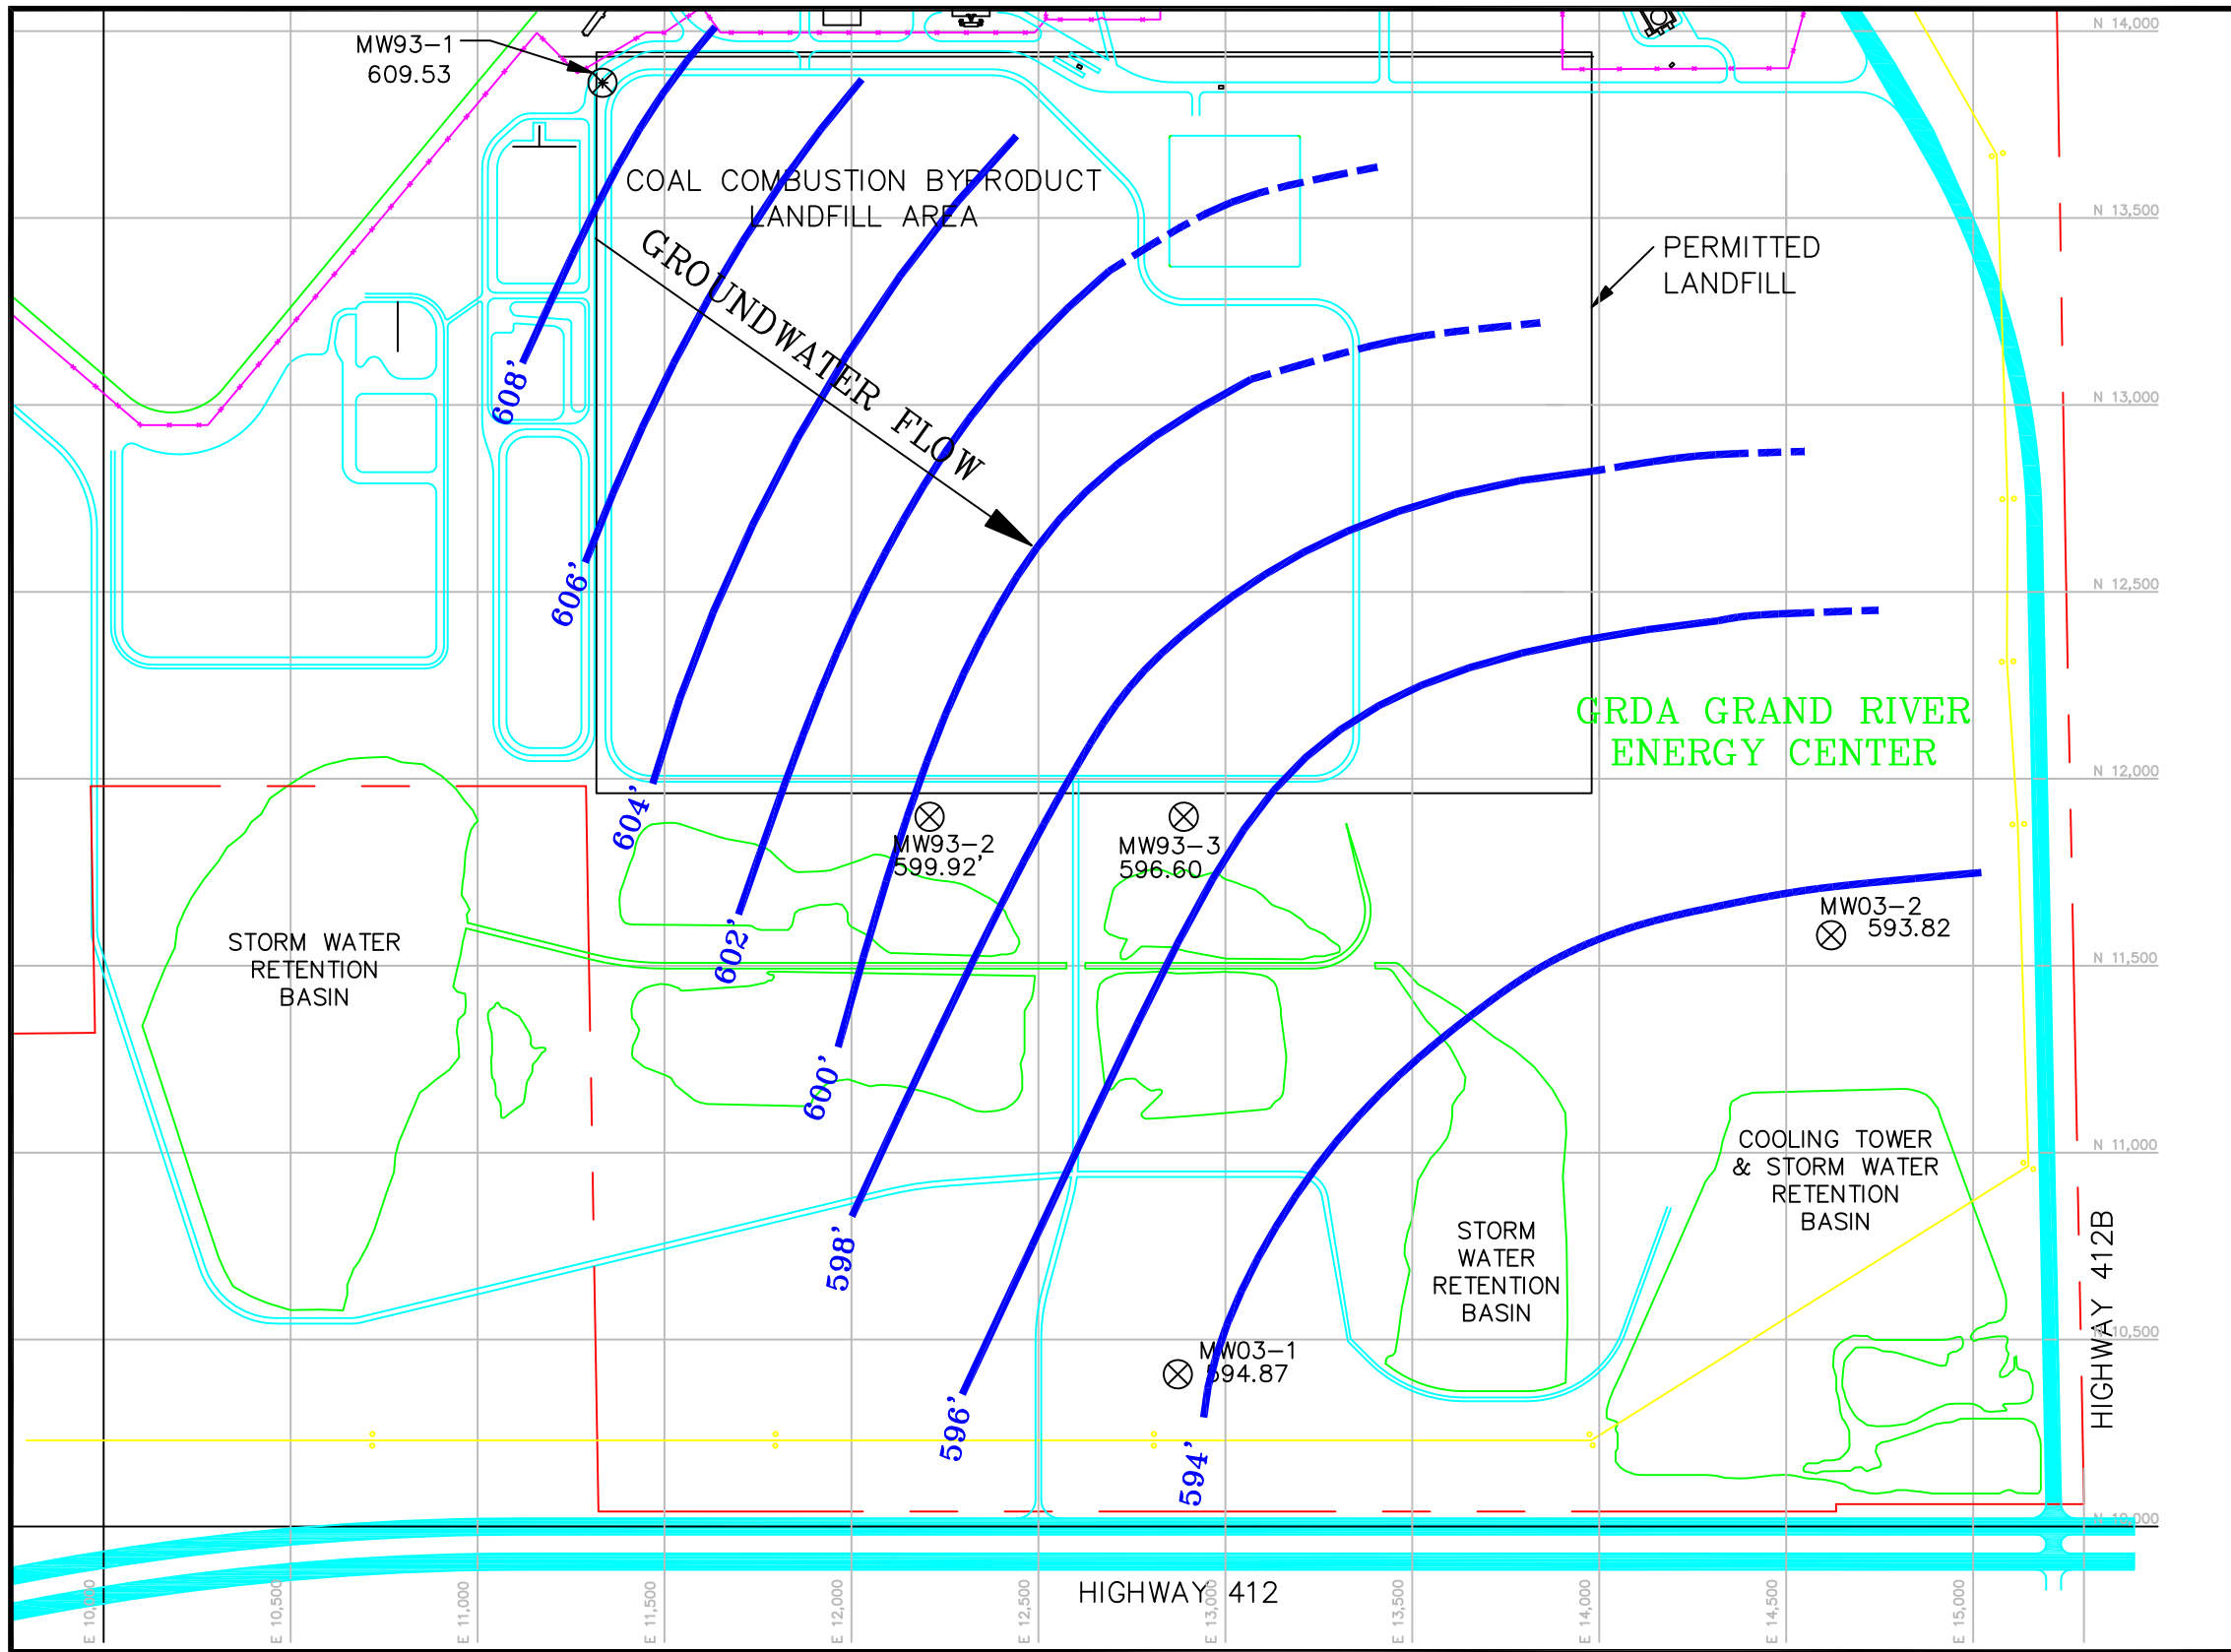 N 14,000
MW93-1
609.53
COAL COMBUSTION BYPRODUCT
LANDFILL AREA
N 13,500
GROUNDWATER FLOW
PERMITTED
LANDFILL
608'
N 13,000
606'
N 12,500
GRDA GRAND RIVER
ENERGY CENTER
N 12,000
604'
MW93-2
599.92'
MW93-3
596.60
MW03-2
593.82
602'
STORM WATER
RETENTION
BASIN
N 11,500
600'
COOLING TOWER
& STORM WATER
RETENTION
BASIN
N 11,000
598'
STORM
WATER
RETENTION
BASIN
HIGHWAY 412B
N 10,500
MW03-1
594.87
596'
594'
N 10,000
HIGHWAY 412
E 10,000
E 10,500
E 11,000
E 11,500
E 12,000
E 12,500
E 13,000
E 13,500
E 14,000
E 14,500
E 15,000